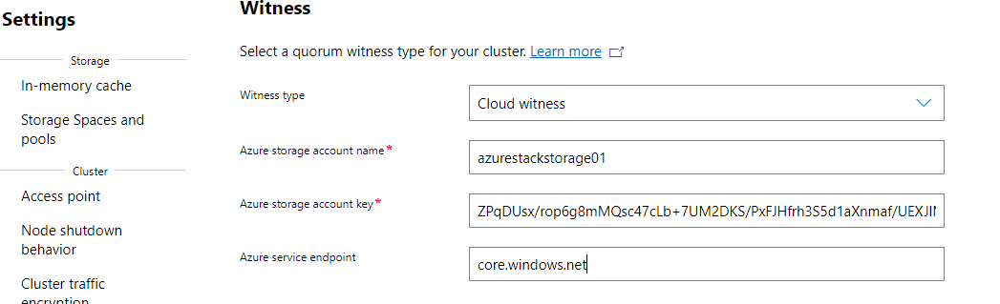 Settings
Storage
In-memory cache
Storage Spaces and
pools
Cluster
Access point
Node shutdown
behavior
Cluster traffic
encryption
Witness
Select a quorum witness type for your cluster. Learn more
Witness type
Cloud witness
Azure storage account name*
azurestackstorage01
Azure storage account key*
ZPqDUsx/rop6g8mMQsc47cLb+7UM2DKS/PxFJHfrh3S5d1aXnmaf/UEXJI
Azure service endpoint
core.windows.net